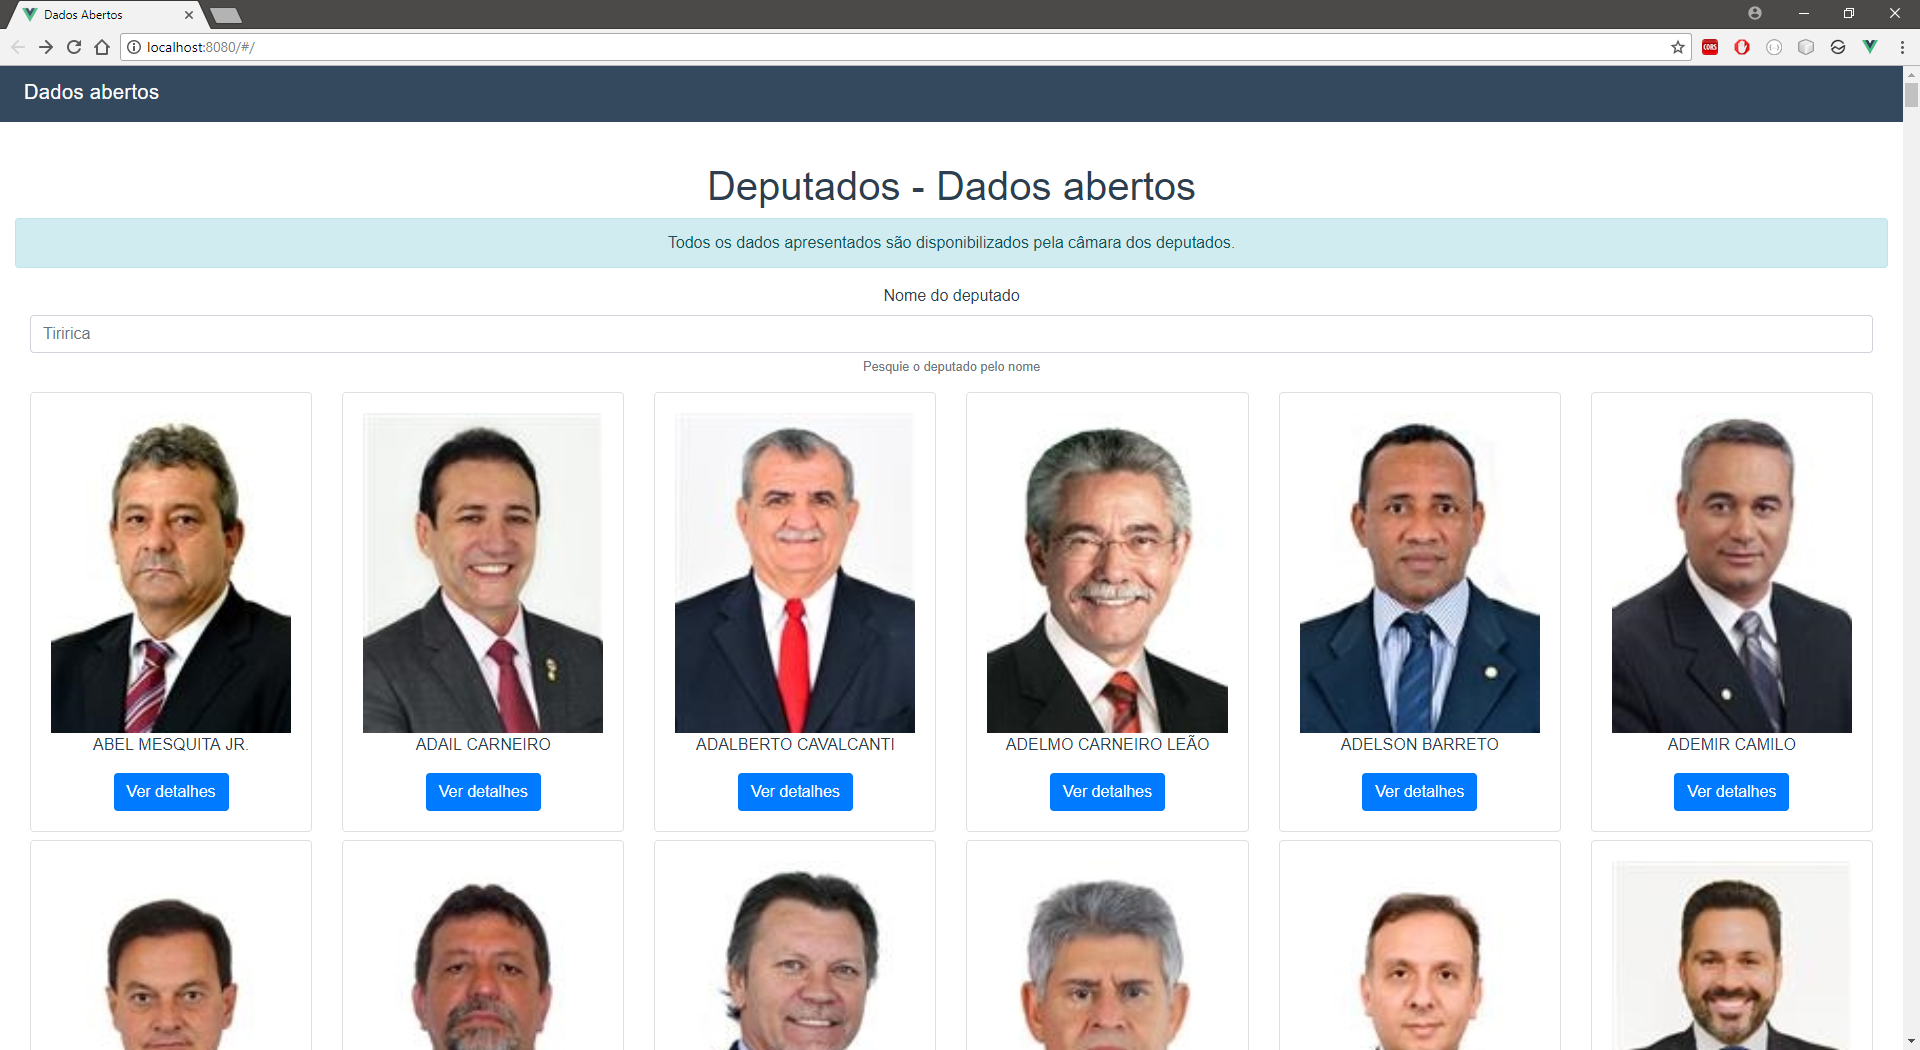 Dados Abertos
localhost:8080/#/
CORS
Dados abertos
Deputados - Dados abertos
Todos os dados apresentados são disponibilizados pela câmara dos deputados.
Nome do deputado
Tiririca
Pesquie o deputado pelo nome
ABEL MESQUITA JR.
ADAIL CARNEIRO
ADALBERTO CAVALCANTI
ADELMO CARNEIRO LEÃO
ADELSON BARRETO
ADEMIR CAMILO
Ver detalhes
Ver detalhes
Ver detalhes
Ver detalhes
Ver detalhes
Ver detalhes